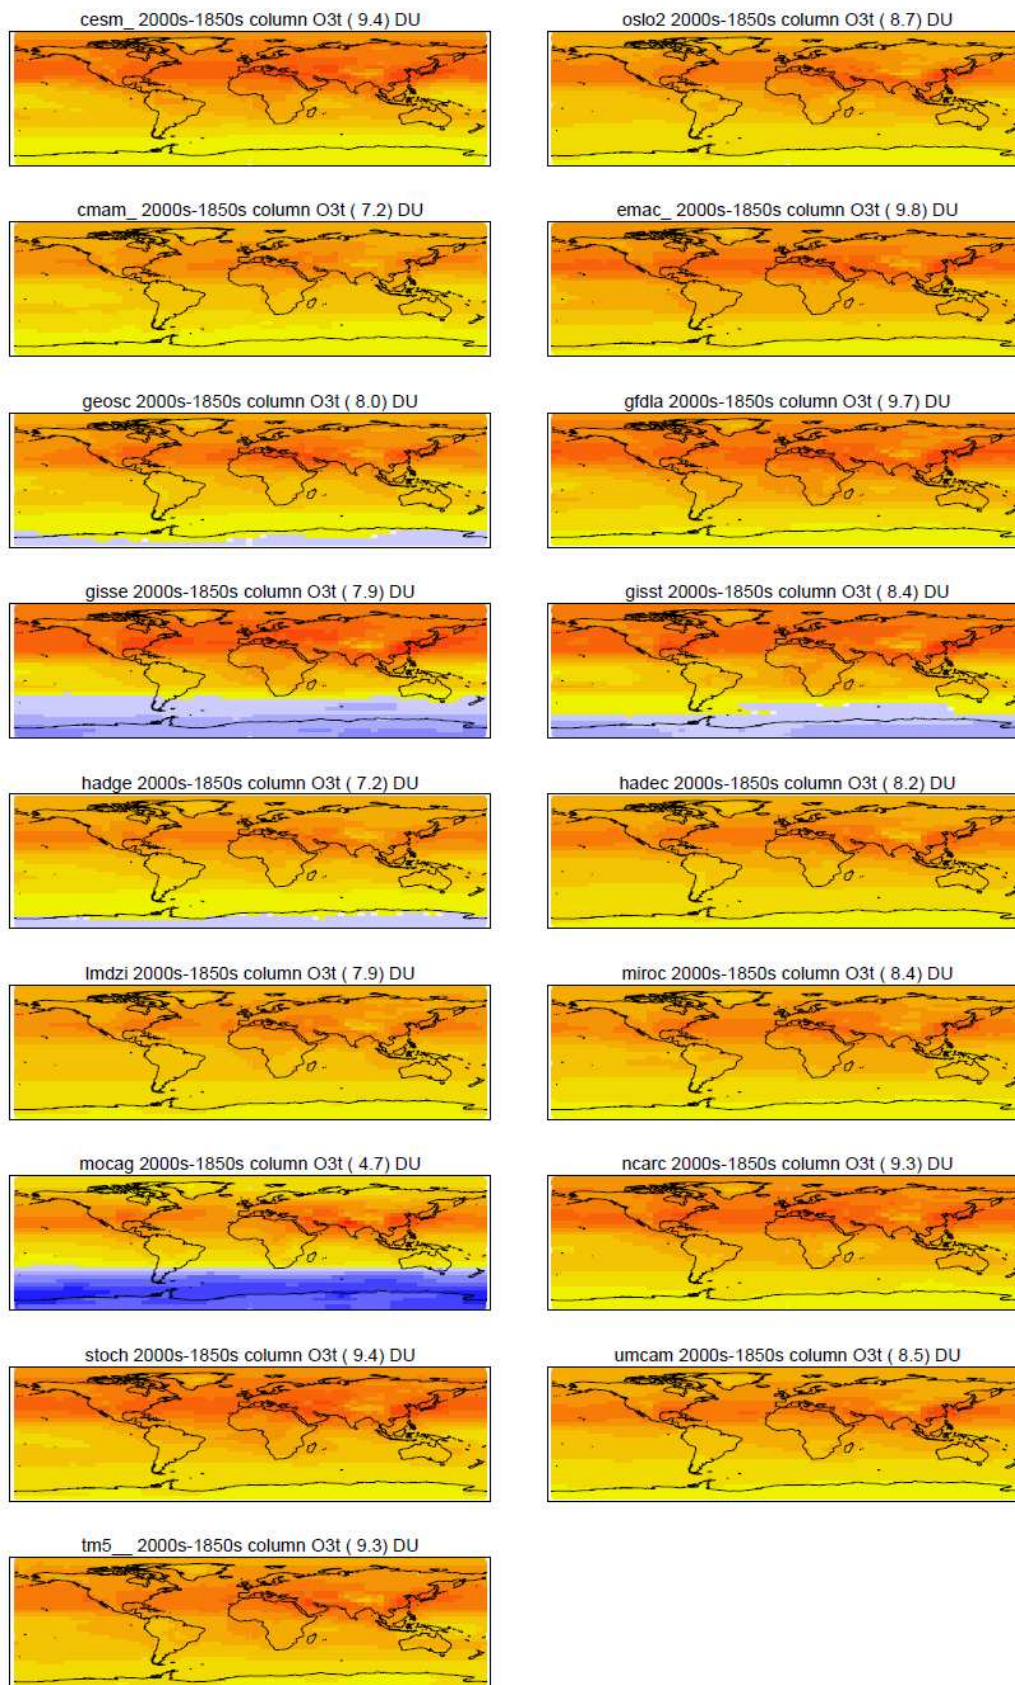 cesm_ 2000s-1850s column O3t ( 9.4) DU
oslo2 2000s-1850s column O3t ( 8.7) DU
cmam_ 2000s-1850s column O3t ( 7.2) DU
emac_ 2000s-1850s column O3t ( 9.8) DU
geosc 2000s-1850s column O3t ( 8.0) DU
gfdla 2000s-1850s column O3t ( 9.7) DU
gisse 2000s-1850s column O3t ( 7.9) DU
gisst 2000s-1850s column O3t ( 8.4) DU
hadge 2000s-1850s column O3t ( 7.2) DU
hadec 2000s-1850s column O3t ( 8.2) DU
lmdzi 2000s-1850s column O3t ( 7.9) DU
miroc 2000s-1850s column O3t ( 8.4) DU
mocag 2000s-1850s column O3t ( 4.7) DU
ncarc 2000s-1850s column O3t ( 9.3) DU
stoch 2000s-1850s column O3t ( 9.4) DU
umcam 2000s-1850s column O3t ( 8.5) DU
tm5__ 2000s-1850s column O3t ( 9.3) DU